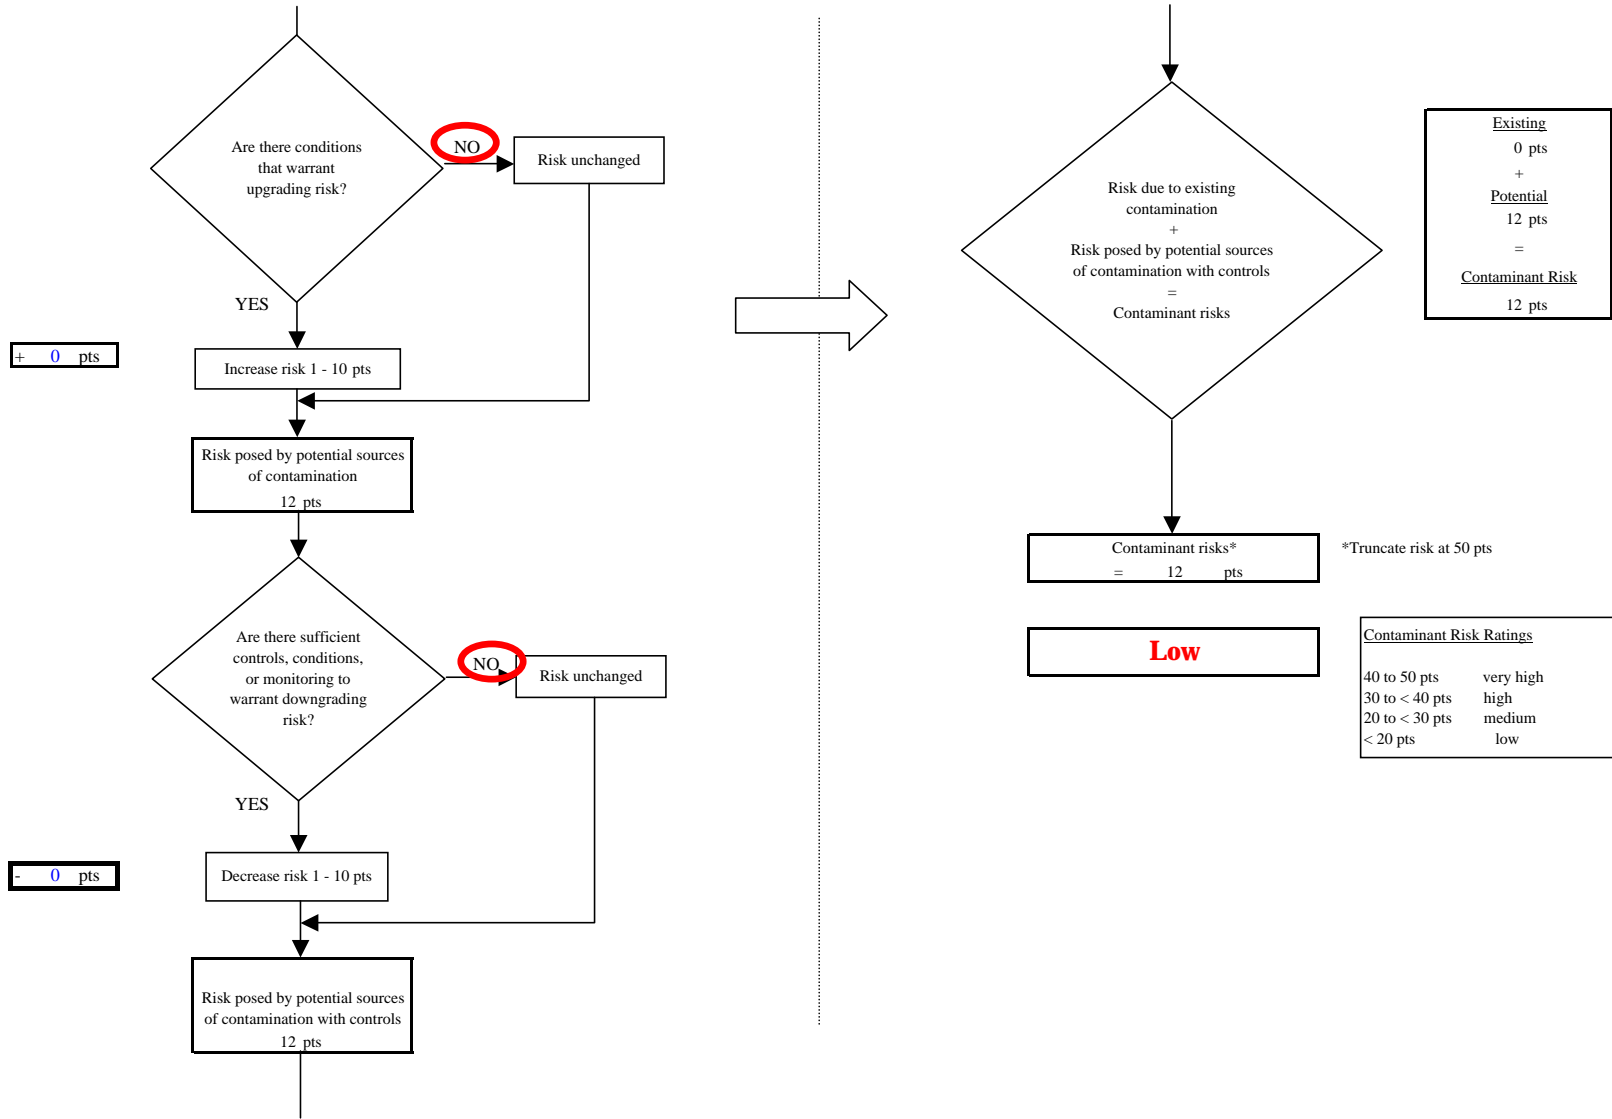 Are there conditions
that warrant
upgrading risk?
NO
Risk unchanged
YES
+ 0 pts
Increase risk 1 - 10 pts
Risk posed by potential sources
of contamination
12 pts
Are there sufficient
controls, conditions,
or monitoring to
warrant downgrading
risk?
NO
Risk unchanged
YES
- 0 pts
Decrease risk 1 - 10 pts
Risk posed by potential sources
of contamination with controls
12 pts
Risk due to existing
contamination
+
Risk posed by potential sources
of contamination with controls
=
Contaminant risks
Existing
0 pts
+
Potential
12 pts
=
Contaminant Risk
12 pts
Contaminant risks*
= 12 pts
*Truncate risk at 50 pts
Low
Contaminant Risk Ratings
40 to 50 pts very high
30 to < 40 pts high
20 to < 30 pts medium
< 20 pts low